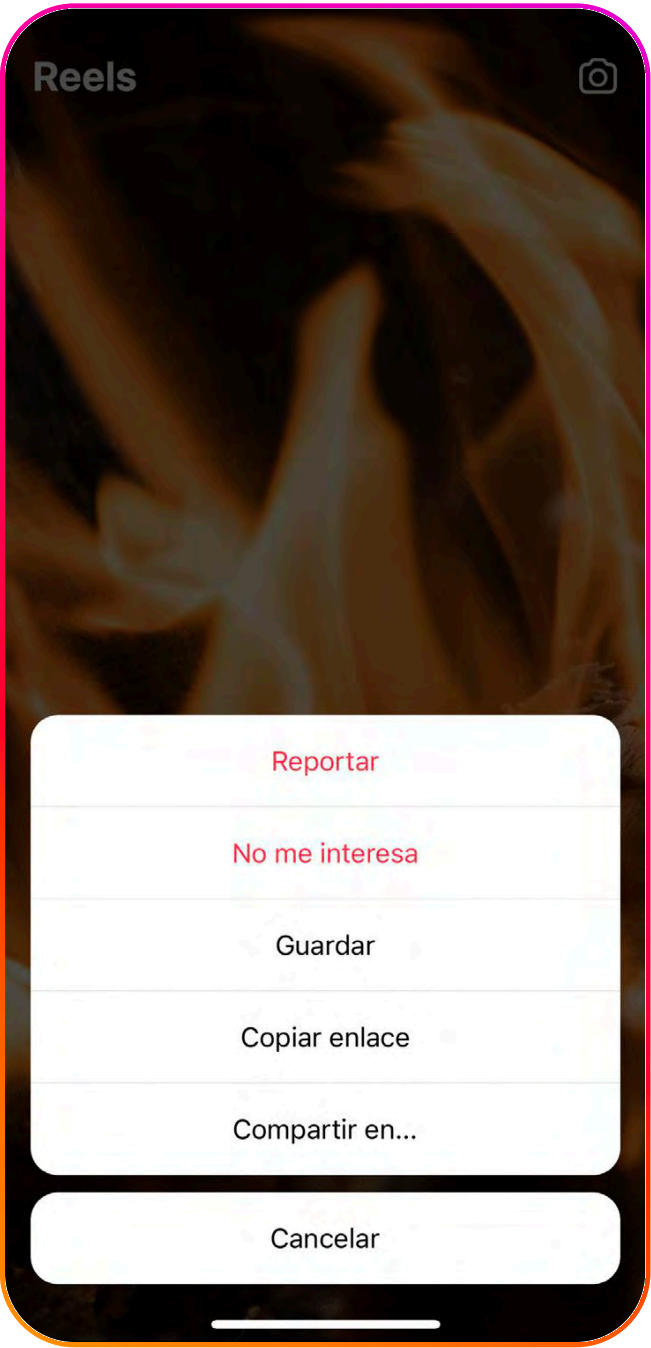 Reels
Reportar
No me interesa
Guardar
Copiar enlace
Compartir en...
Cancelar